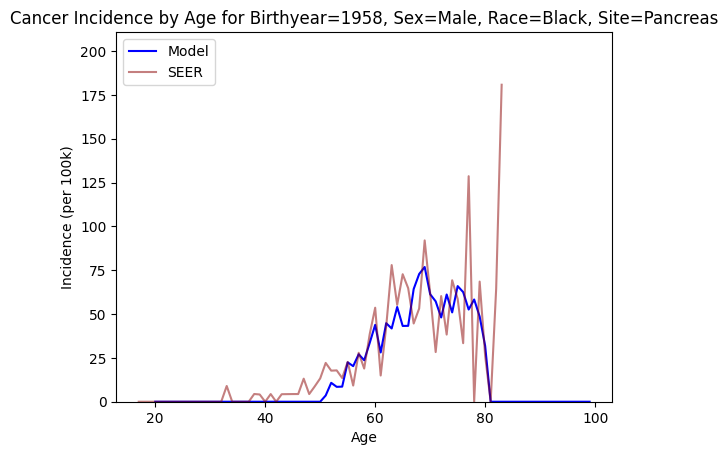 Cancer Incidence by Age for Birthyear=1958, Sex=Male, Race=Black, Site=Pancreas
Model
SEER
Incidence (per 100k)
200
175
150
125
100
75
50
25
0
20
40
60
80
100
Age